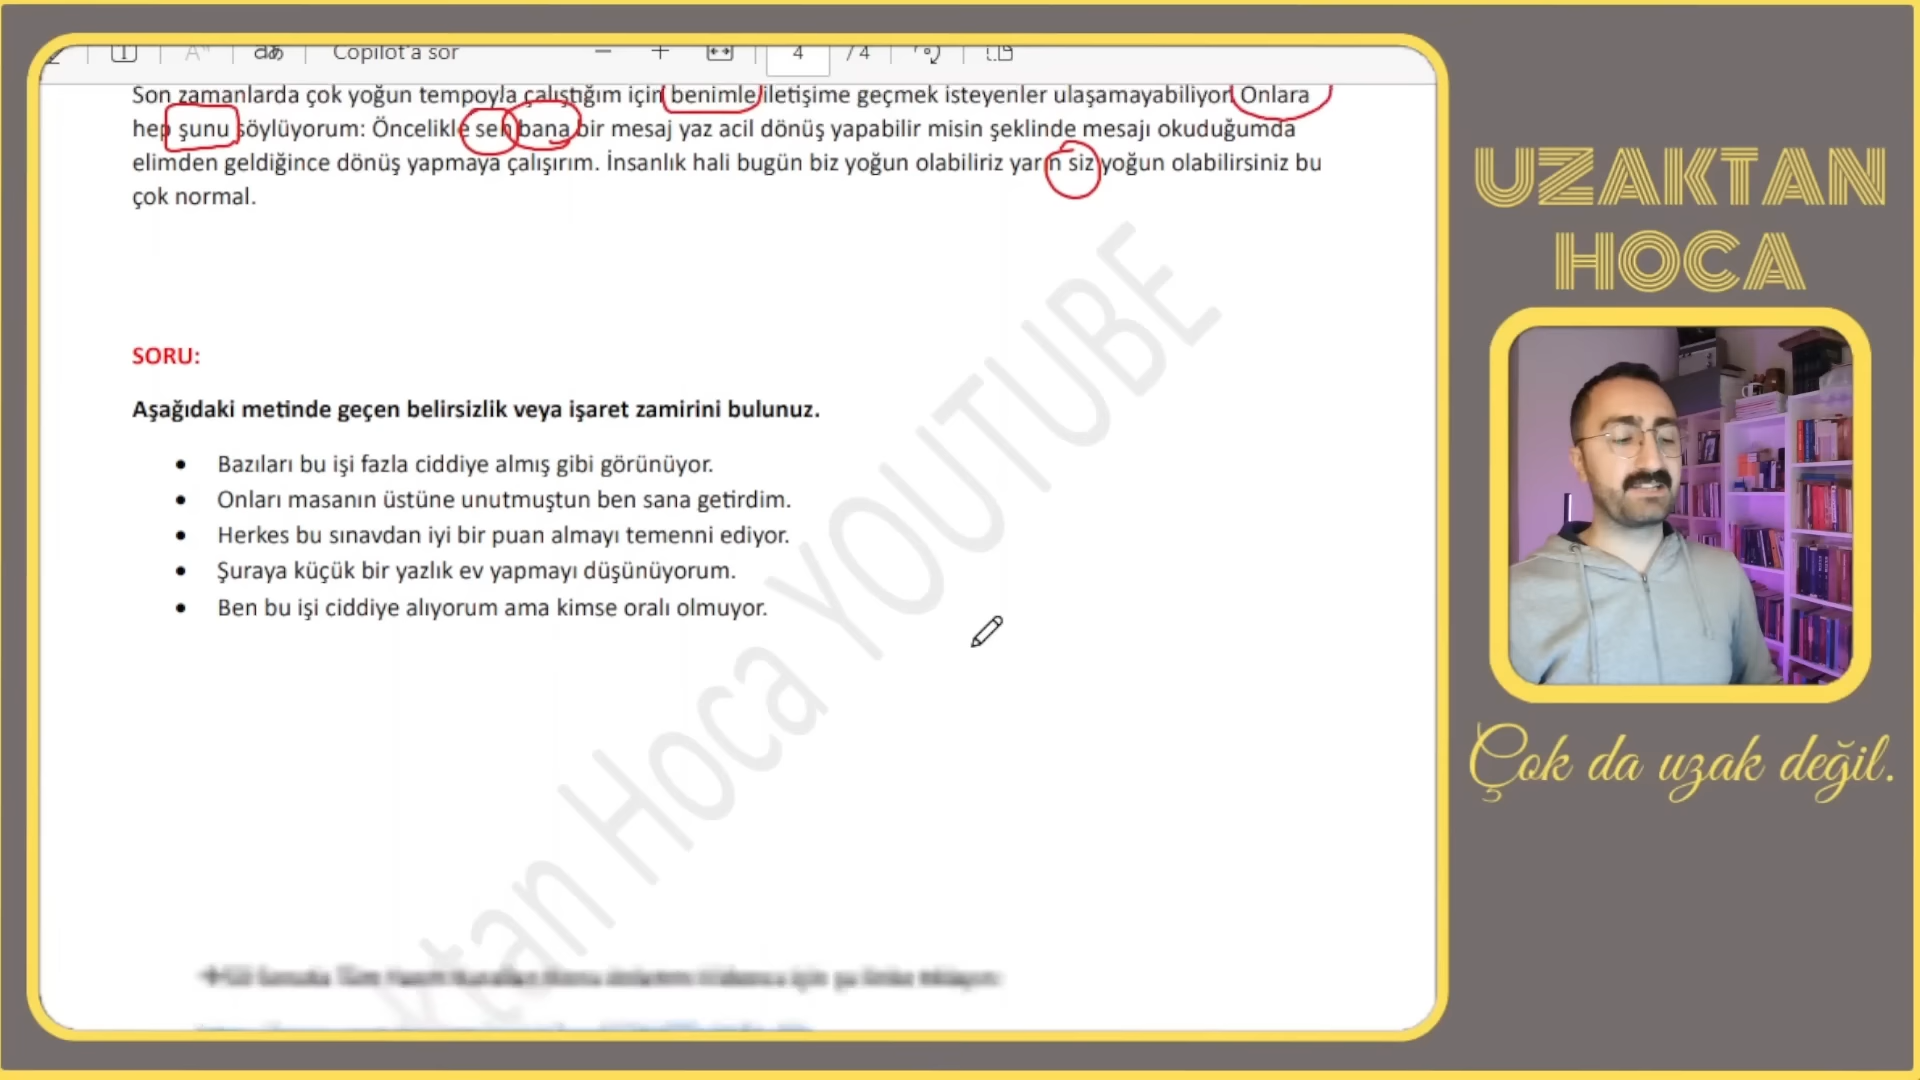 Copilot'a sor
4 / 4
Son zamanlarda çok yoğun tempoyla çalıştığım için benimle iletişime geçmek isteyenler ulaşamayabiliyor. Onlara
hep şunu söylüyorum: Öncelikle sen bana bir mesaj yaz acil dönüş yapabilir misin şeklinde mesajı okuduğumda
elimden geldiğince dönüş yapmaya çalışırım. İnsanlık hali bugün biz yoğun olabiliriz yarın siz yoğun olabilirsiniz bu
çok normal.
SORU:
Aşağıdaki metinde geçen belirsizlik veya işaret zamirini bulunuz.
• Bazıları bu işi fazla ciddiye almış gibi görünüyor.
• Onları masanın üstüne unutmuştun ben sana getirdim.
• Herkes bu sınavdan iyi bir puan almayı temenni ediyor.
• Şuraya küçük bir yazlık ev yapmayı düşünüyorum.
• Ben bu işi ciddiye alıyorum ama kimse oralı olmuyor.
ktan Hoca YOUTUBE
UZAKTAN
HOCA
Çok da uzak değil.